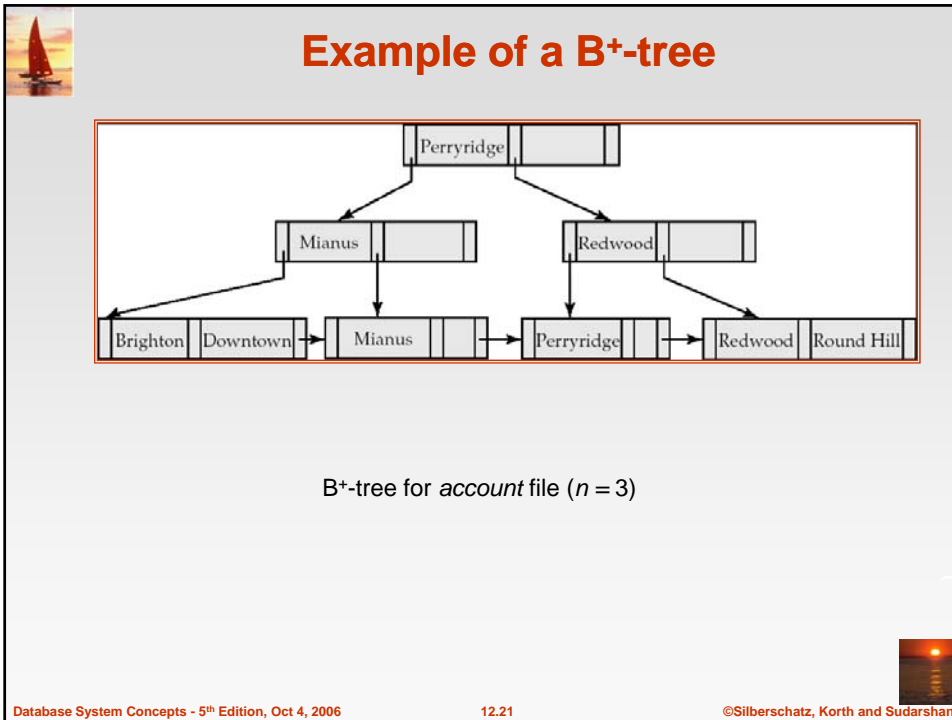 Example of a B+-tree
Perryridge
Mianus Redwood
Brighton Downtown Mianus Perryridge Redwood Round Hill
B+-tree for account file (n = 3)
Database System Concepts - 5th Edition, Oct 4, 2006 12.21 ©Silberschatz, Korth and Sudarshan